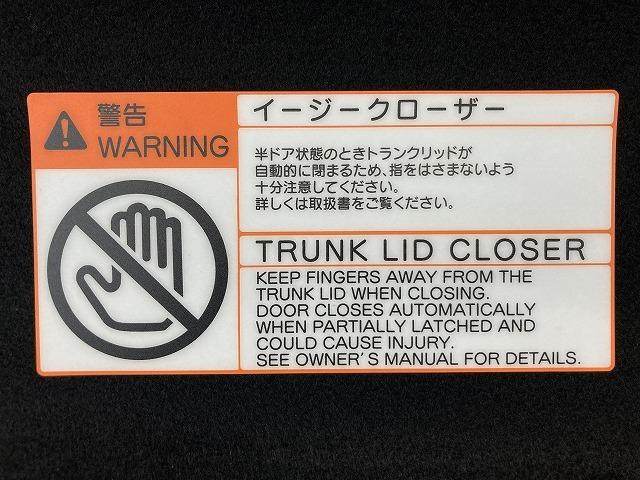 警告
WARNING
イージークローザー
半ドア状態のときトランクリッドが
自動的に閉まるため、指をはさまないよう
十分注意してください。
詳しくは取扱書をご覧ください。
TRUNK LID CLOSER
KEEP FINGERS AWAY FROM THE
TRUNK LID WHEN CLOSING.
DOOR CLOSES AUTOMATICALLY
WHEN PARTIALLY LATCHED AND
COULD CAUSE INJURY.
SEE OWNER'S MANUAL FOR DETAILS.